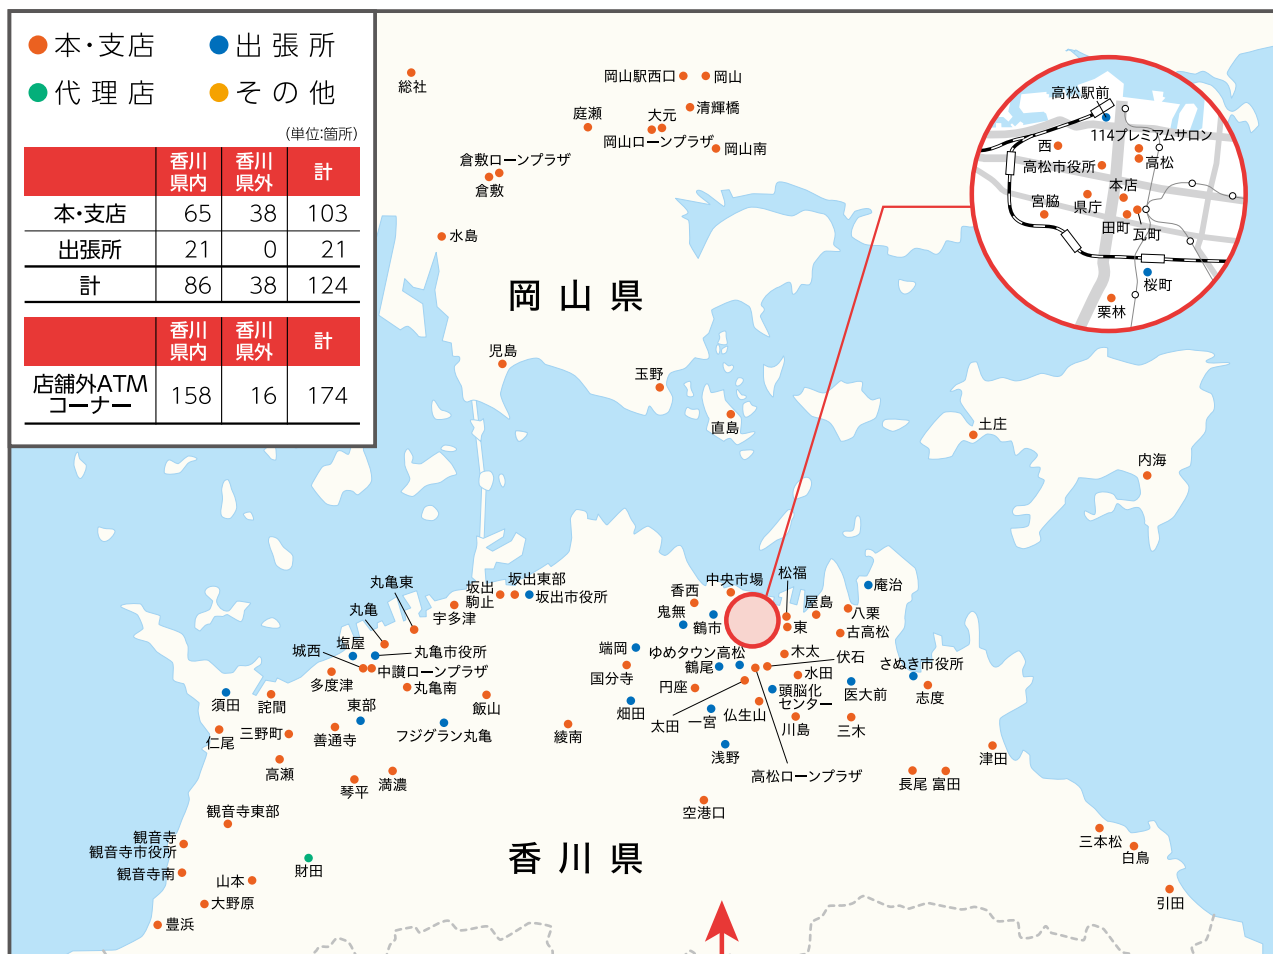 本・支店 出張所
代理店 その他
(単位:箇所)
香川県内 香川県外 計
本・支店 65 38 103
出張所 21 0 21
計 86 38 124
香川県内 香川県外 計
店舗外ATMコーナー 158 16 174
総社
岡山駅西口
岡山
清輝橋
大元
庭瀬
岡山ローンプラザ
岡山南
倉敷ローンプラザ
倉敷
水島
岡山県
児島
玉野
直島
土庄
内海
高松駅前
114プレミアムサロン
西
高松
高松市役所
本店
宮脇
県庁
田町
瓦町
桜町
栗林
丸亀東
丸亀
坂出駒止
坂出東部
坂出市役所
宇多津
城西
塩屋
丸亀市役所
中讃ローンプラザ
多度津
丸亀南
須田
詫間
東部
飯山
仁尾
三野町
善通寺
フジグラン丸亀
綾南
高瀬
琴平
満濃
観音寺東部
観音寺
観音寺市役所
観音寺南
山本
財田
大野原
豊浜
中央市場
松福
香西
鬼無
鶴市
屋島
東
八栗
庵治
古高松
端岡
ゆめタウン高松
木太
伏石
さぬき市役所
国分寺
鶴尾
水田
円座
頭脳化センター
医大前
志度
畑田
太田
一宮
仏生山
川島
三木
浅野
高松ローンプラザ
津田
長尾
富田
空港口
三本松
白鳥
引田
香川県